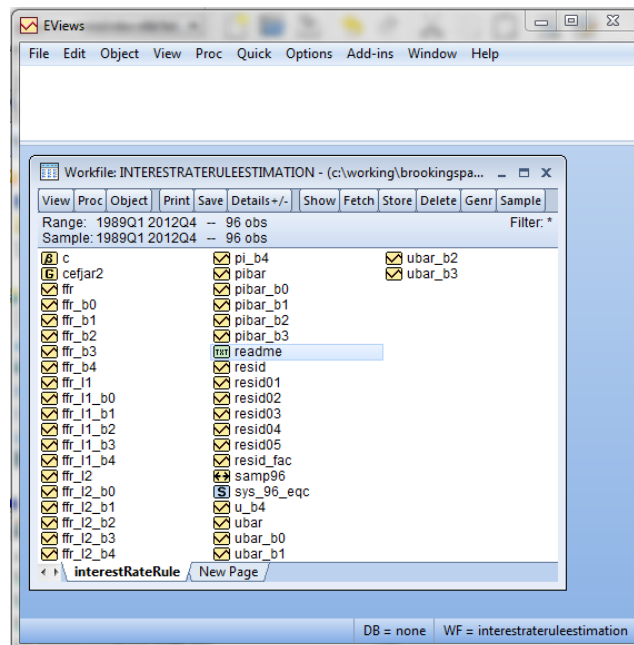 EViews
File Edit Object View Proc Quick Options Add-ins Window Help
Workfile: INTERESTRATERULEESTIMATION - (c:\working\brookingspa...
View Proc Object Print Save Details+/- Show Fetch Store Delete Genr Sample
Range: 1989Q1 2012Q4 -- 96 obs Filter: *
Sample: 1989Q1 2012Q4 -- 96 obs
β c
G cefjar2
ffr
ffr_b0
ffr_b1
ffr_b2
ffr_b3
ffr_b4
ffr_l1
ffr_l1_b0
ffr_l1_b1
ffr_l1_b2
ffr_l1_b3
ffr_l1_b4
ffr_l2
ffr_l2_b0
ffr_l2_b1
ffr_l2_b2
ffr_l2_b3
ffr_l2_b4
pi_b4
pibar
pibar_b0
pibar_b1
pibar_b2
pibar_b3
TXT readme
resid
resid01
resid02
resid03
resid04
resid05
resid_fac
samp96
S sys_96_eqc
u_b4
ubar
ubar_b0
ubar_b1
ubar_b2
ubar_b3
interestRateRule New Page
DB = none WF = interestrateruleestimation